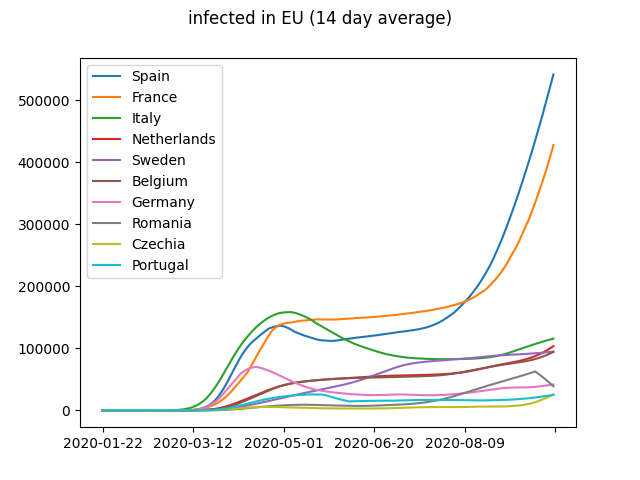 infected in EU (14 day average)
Spain
France
Italy
Netherlands
Sweden
Belgium
Germany
Romania
Czechia
Portugal
500000
400000
300000
200000
100000
0
2020-01-22 2020-03-12 2020-05-01 2020-06-20 2020-08-09